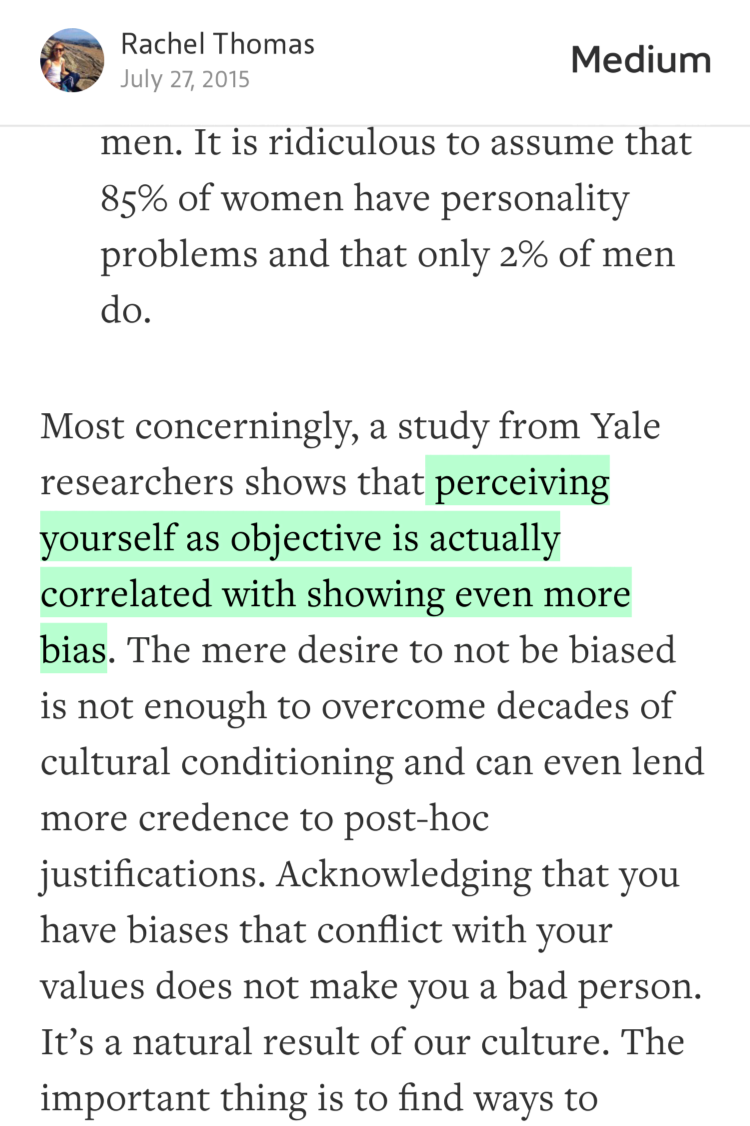 Rachel Thomas
July 27, 2015
Medium
men. It is ridiculous to assume that
85% of women have personality
problems and that only 2% of men
do.
Most concerningly, a study from Yale
researchers shows that perceiving
yourself as objective is actually
correlated with showing even more
bias. The mere desire to not be biased
is not enough to overcome decades of
cultural conditioning and can even lend
more credence to post-hoc
justifications. Acknowledging that you
have biases that conflict with your
values does not make you a bad person.
It’s a natural result of our culture. The
important thing is to find ways to